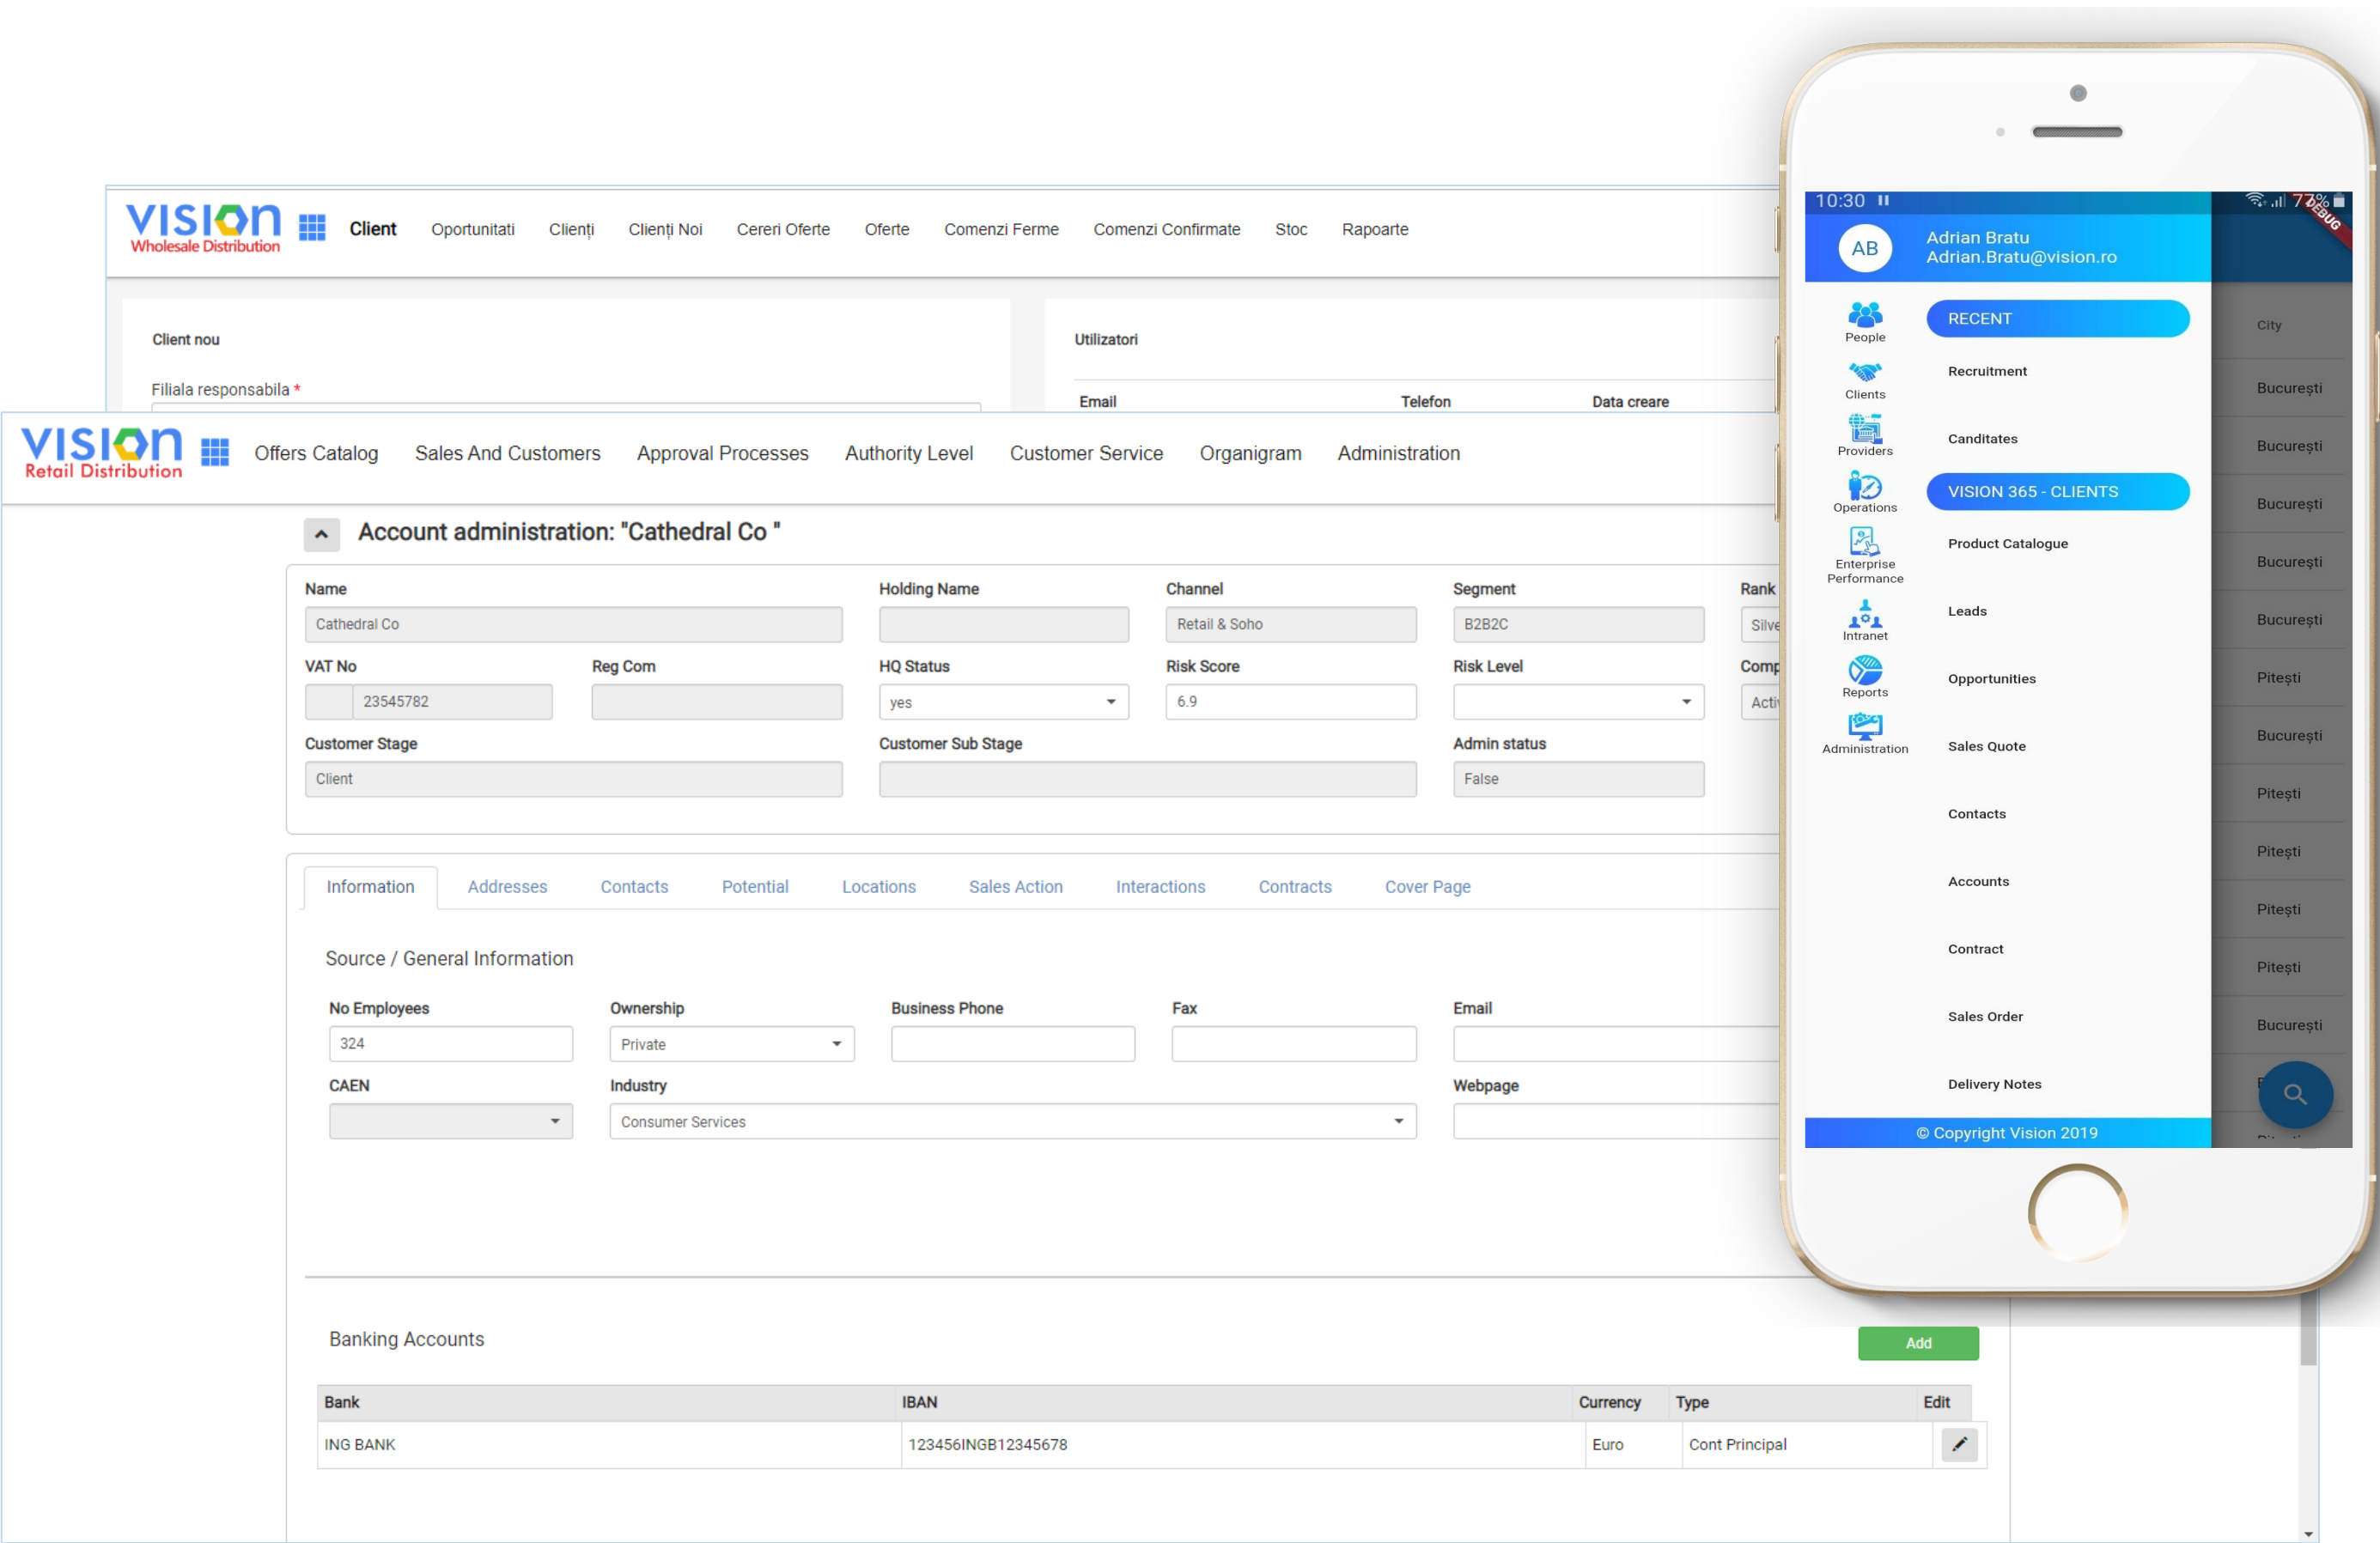 VISION
Wholesale Distribution
Client Oportunitati Clienți Clienți Noi Cereri Oferte Oferte Comenzi Ferme Comenzi Confirmate Stoc Rapoarte
Client nou
Filiala responsabila *
Utilizatori
Email Telefon Data creare
VISION
Retail Distribution
Offers Catalog Sales And Customers Approval Processes Authority Level Customer Service Organigram Administration
Account administration: "Cathedral Co "
Name Holding Name Channel Segment Rank
Cathedral Co Retail & Soho B2B2C Silve
VAT No Reg Com HQ Status Risk Score Risk Level Comp
23545782 yes 6.9 Activ
Customer Stage Customer Sub Stage Admin status
Client False
Information Addresses Contacts Potential Locations Sales Action Interactions Contracts Cover Page
Source / General Information
No Employees Ownership Business Phone Fax Email
324 Private
CAEN Industry Webpage
Consumer Services
Banking Accounts
Add
Bank IBAN Currency Type Edit
ING BANK 123456INGB12345678 Euro Cont Principal
10:30 77%
DEBUG
AB
Adrian Bratu
Adrian.Bratu@vision.ro
People
Clients
Providers
Operations
Enterprise
Performance
Intranet
Reports
Administration
RECENT
Recruitment
Canditates
VISION 365 - CLIENTS
Product Catalogue
Leads
Opportunities
Sales Quote
Contacts
Accounts
Contract
Sales Order
Delivery Notes
© Copyright Vision 2019
City
București
București
București
București
București
Pitești
București
Pitești
Pitești
Pitești
Pitești
București